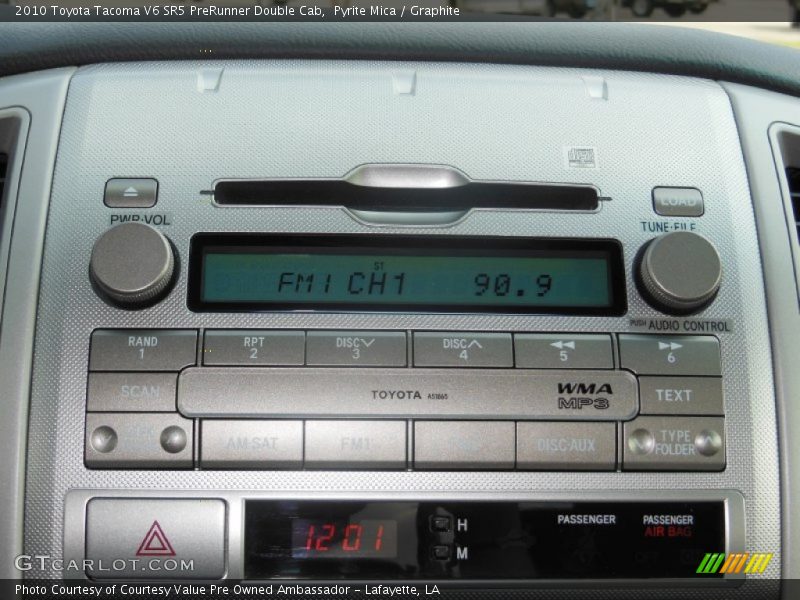 2010 Toyota Tacoma V6 SR5 PreRunner Double Cab,  Pyrite Mica / Graphite
LOAD
PWR·VOL
TUNE·FILE
ST
FM1 CH1 90.9
PUSH AUDIO CONTROL
RAND 1
RPT 2
DISC 3
DISC 4
5
6
SCAN
TOYOTA A51865
WMA
MP3
TEXT
AM·SAT
FM1
DISC·AUX
TYPE
FOLDER
12:01
H
M
PASSENGER
PASSENGER
AIR BAG
GTCARLOT.COM
Photo Courtesy of Courtesy Value Pre Owned Ambassador - Lafayette, LA